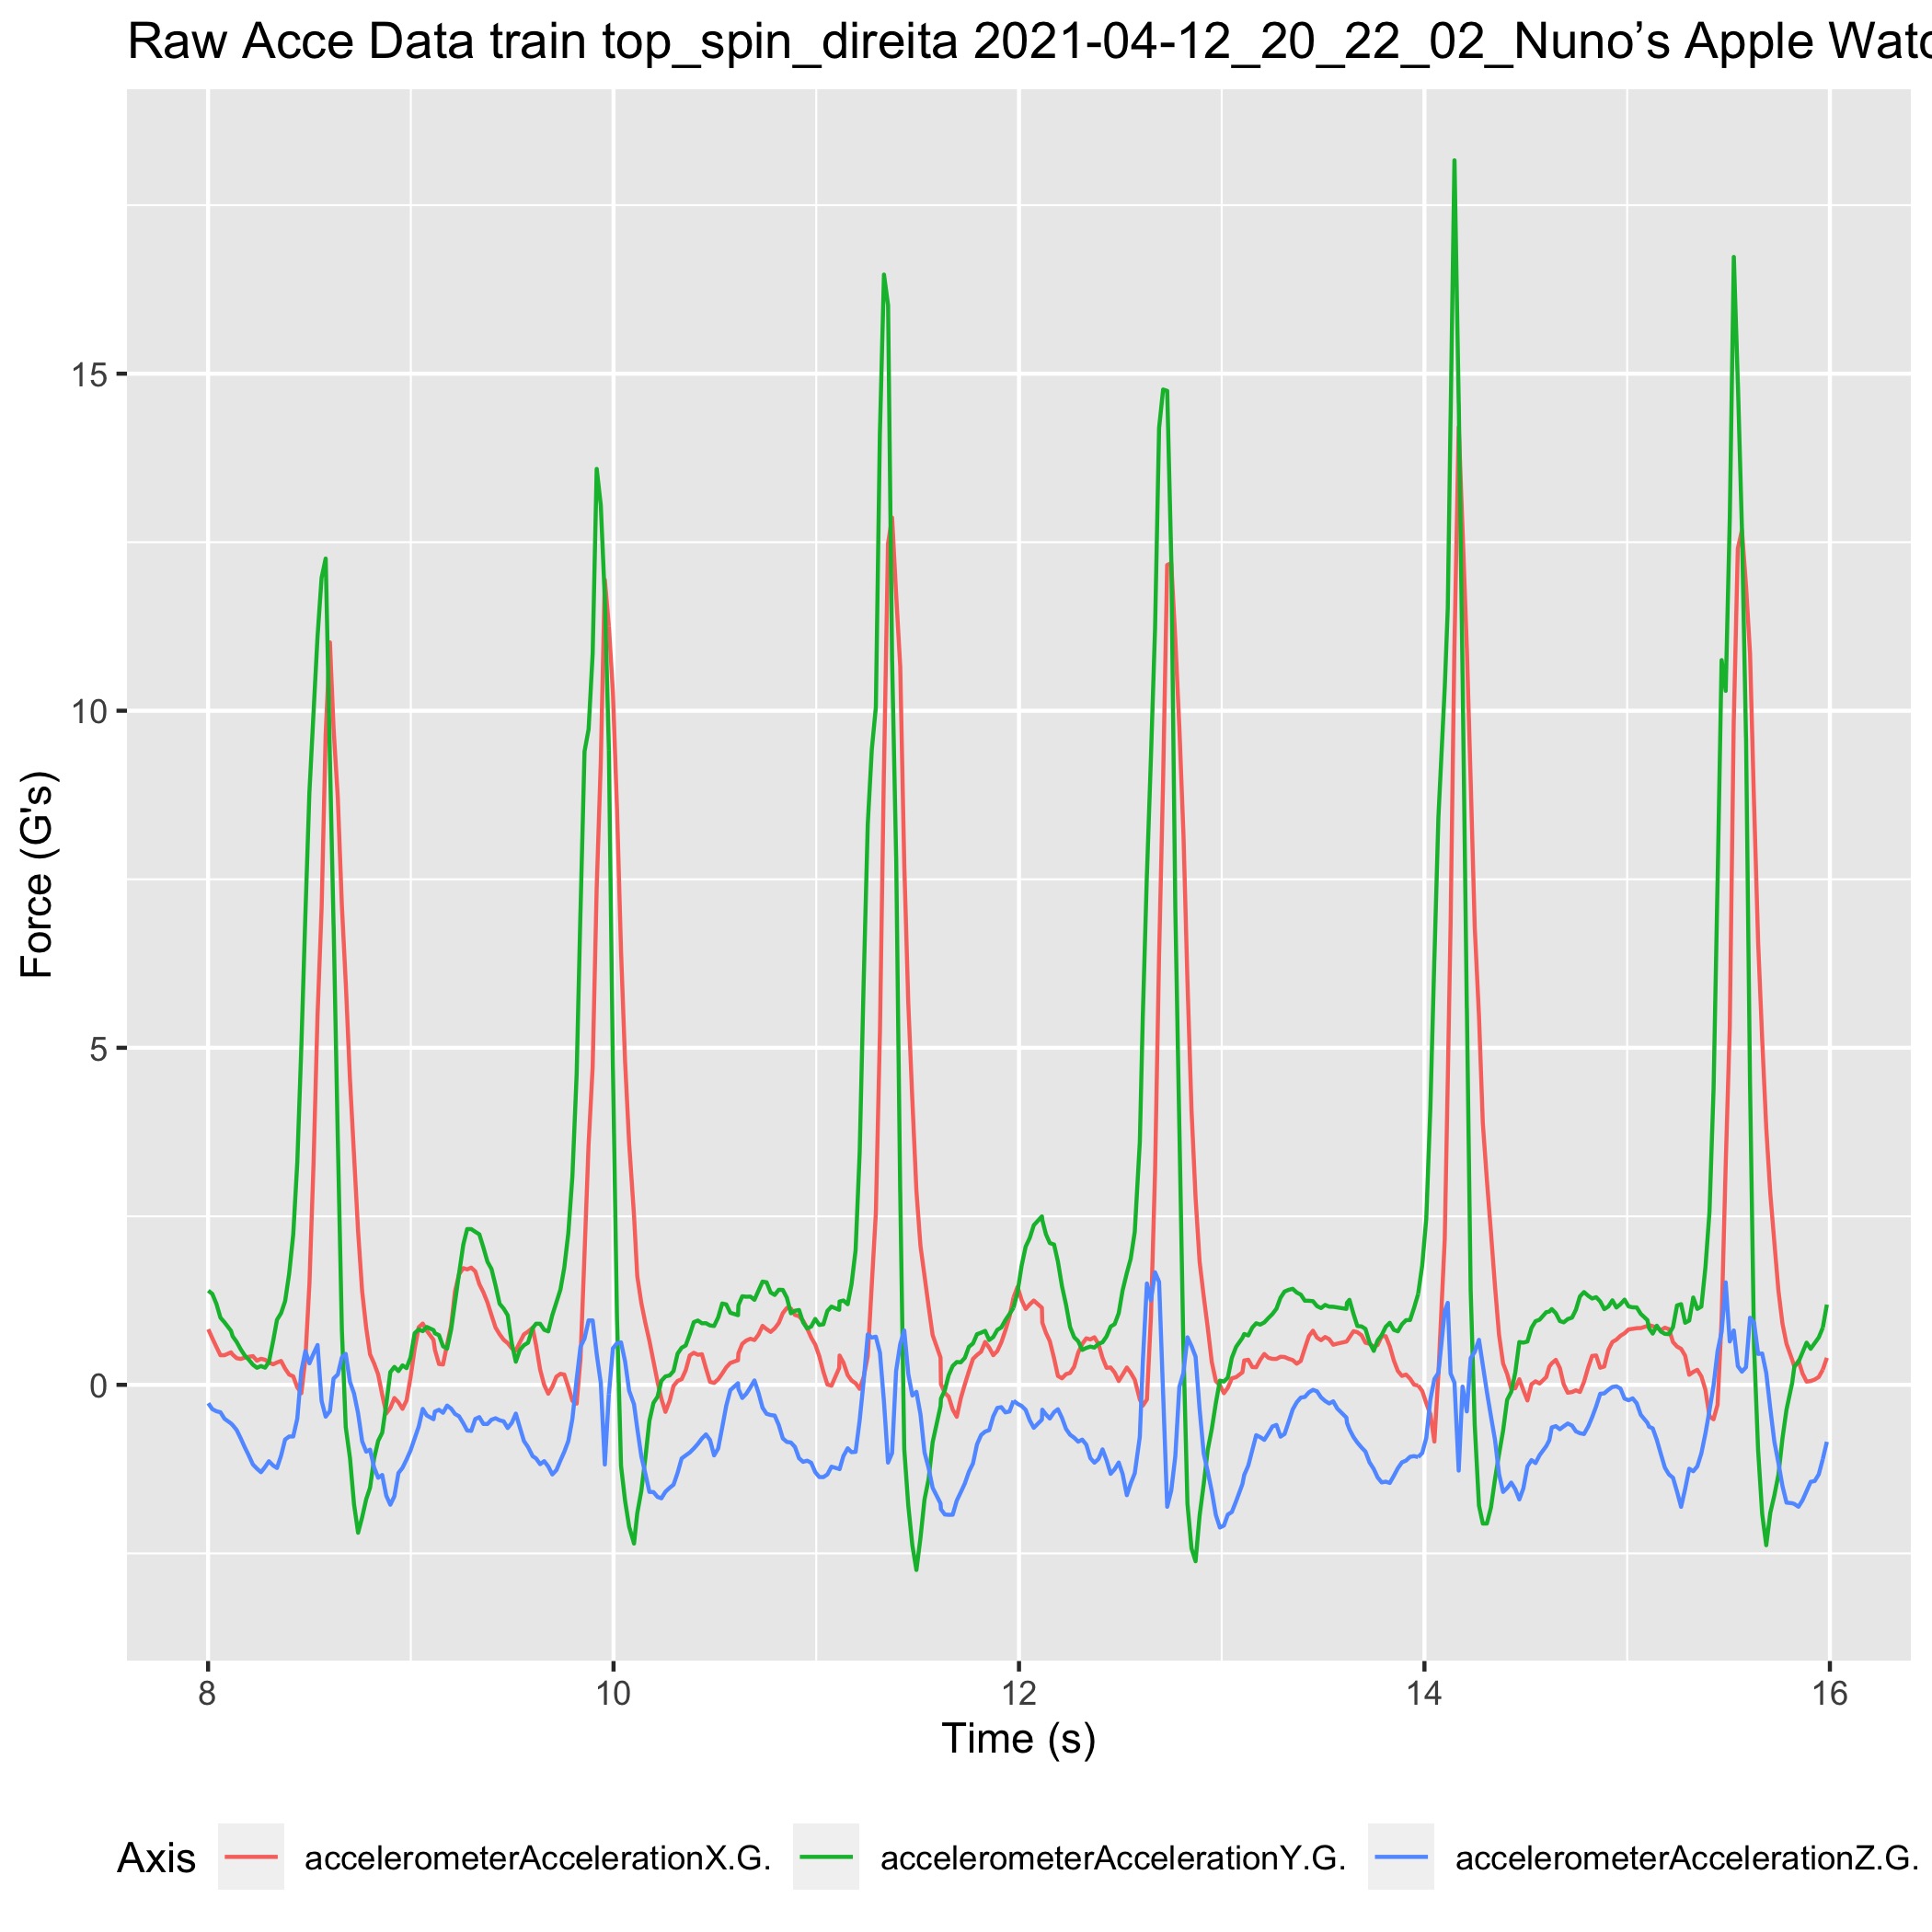 Raw Acce Data train top_spin_direita 2021-04-12_20_22_02_Nuno’s Apple Watc
15
10
5
0
Force (G's)
8 10 12 14 16
Time (s)
Axis accelerometerAccelerationX.G. accelerometerAccelerationY.G. accelerometerAccelerationZ.G.